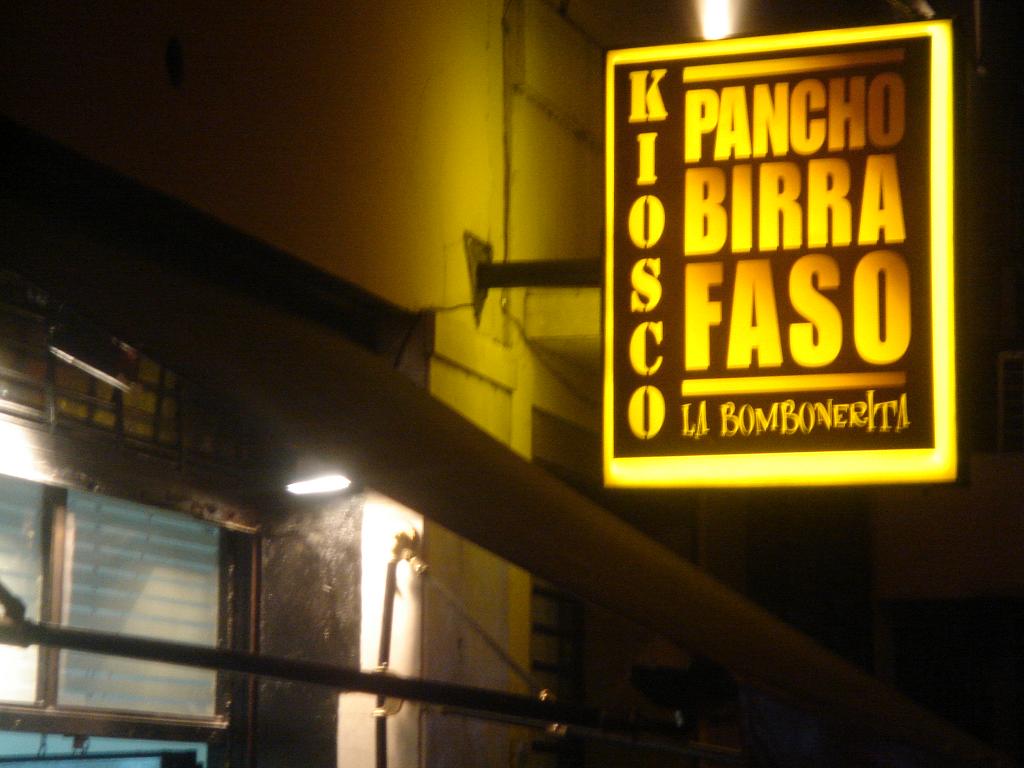 KIOSCO
PANCHO
BIRRA
FASO
LA BOMBONERITA